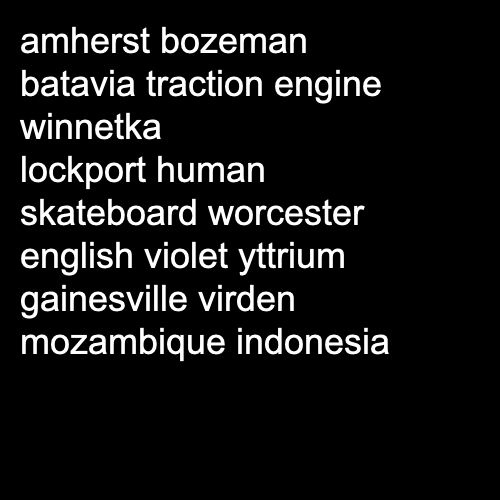 amherst bozeman
batavia traction engine
winnetka
lockport human
skateboard worcester
english violet yttrium
gainesville virden
mozambique indonesia